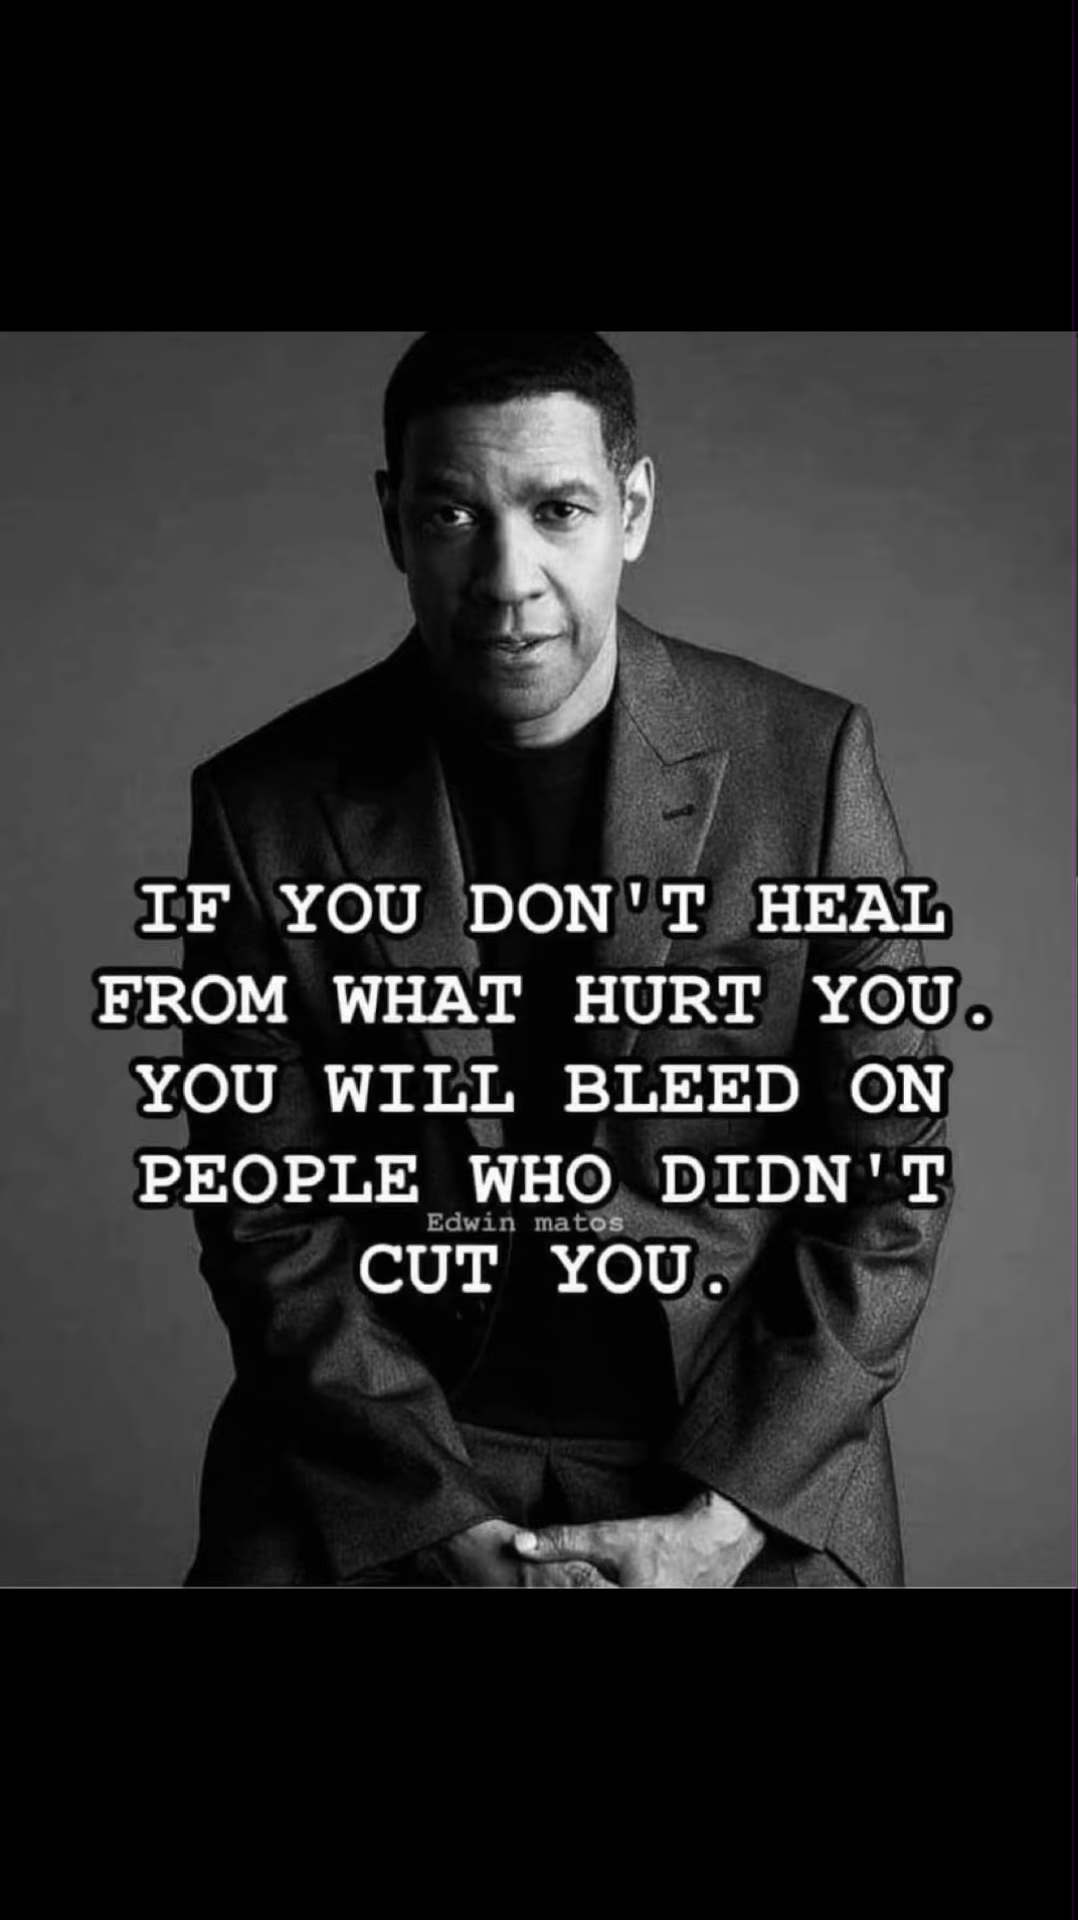 IF YOU DON'T HEAL
FROM WHAT HURT YOU.
YOU WILL BLEED ON
PEOPLE WHO DIDN'T
Edwin matos
CUT YOU.